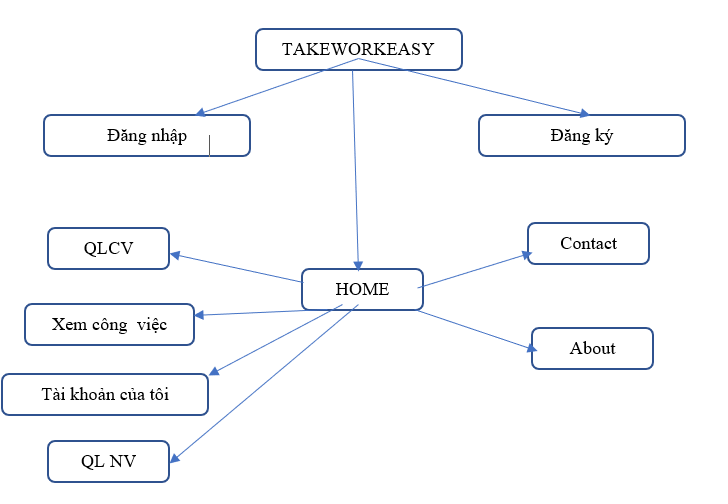 TAKEWORKEASY
Đăng nhập
Đăng ký
QLCV
Contact
HOME
Xem công  việc
About
Tài khoản của tôi
QL NV